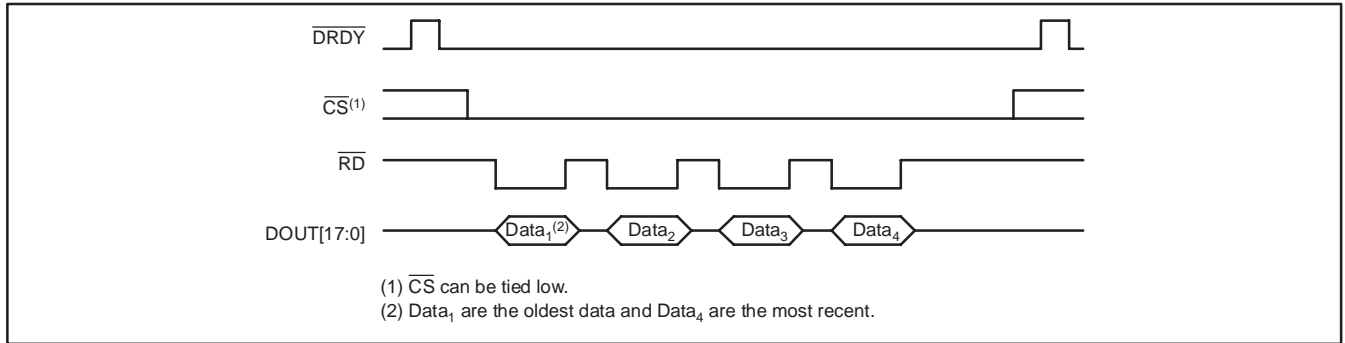 DRDY
CS(1)
RD
DOUT[17:0]
Data1(2) Data2 Data3 Data4
(1) CS can be tied low.
(2) Data1 are the oldest data and Data4 are the most recent.